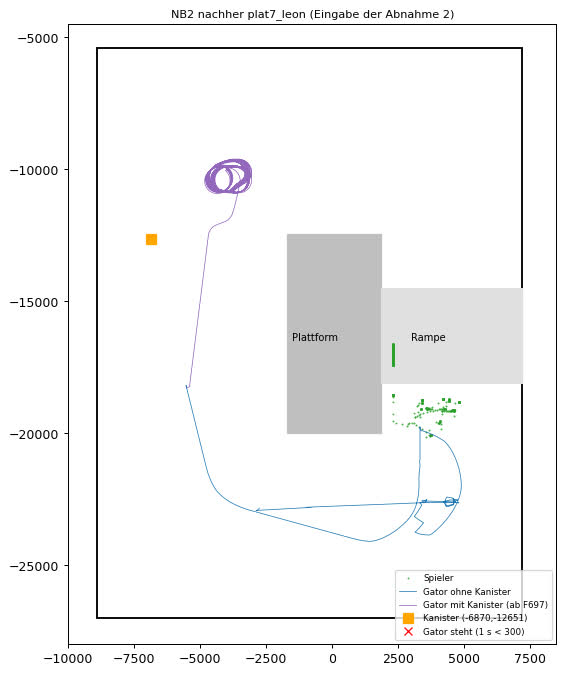 NB2 nachher plat7_leon (Eingabe der Abnahme 2)
−5000
−10000
−15000
−20000
−25000
Plattform
Rampe
Spieler
Gator ohne Kanister
Gator mit Kanister (ab F697)
Kanister (-6870,-12651)
Gator steht (1 s < 300)
−10000
−7500
−5000
−2500
0
2500
5000
7500